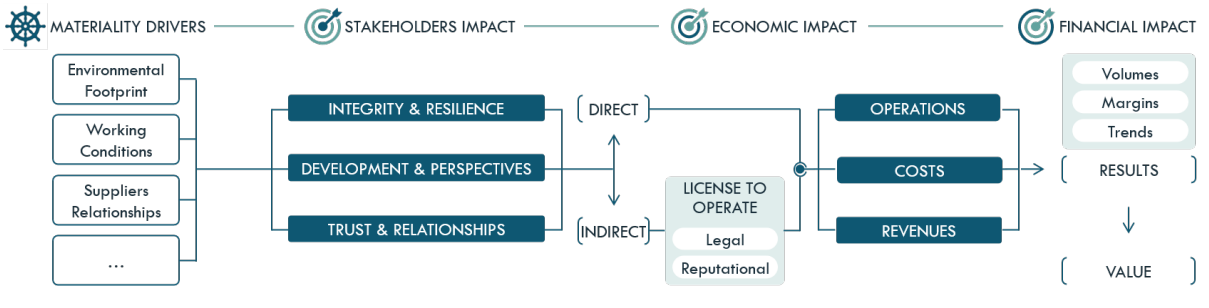 MATERIALITY DRIVERS
STAKEHOLDERS IMPACT
ECONOMIC IMPACT
FINANCIAL IMPACT
Environmental
Footprint
Working
Conditions
Suppliers
Relationships
...
INTEGRITY & RESILIENCE
DEVELOPMENT & PERSPECTIVES
TRUST & RELATIONSHIPS
DIRECT
INDIRECT
LICENSE TO
OPERATE
Legal
Reputational
OPERATIONS
COSTS
REVENUES
Volumes
Margins
Trends
RESULTS
VALUE